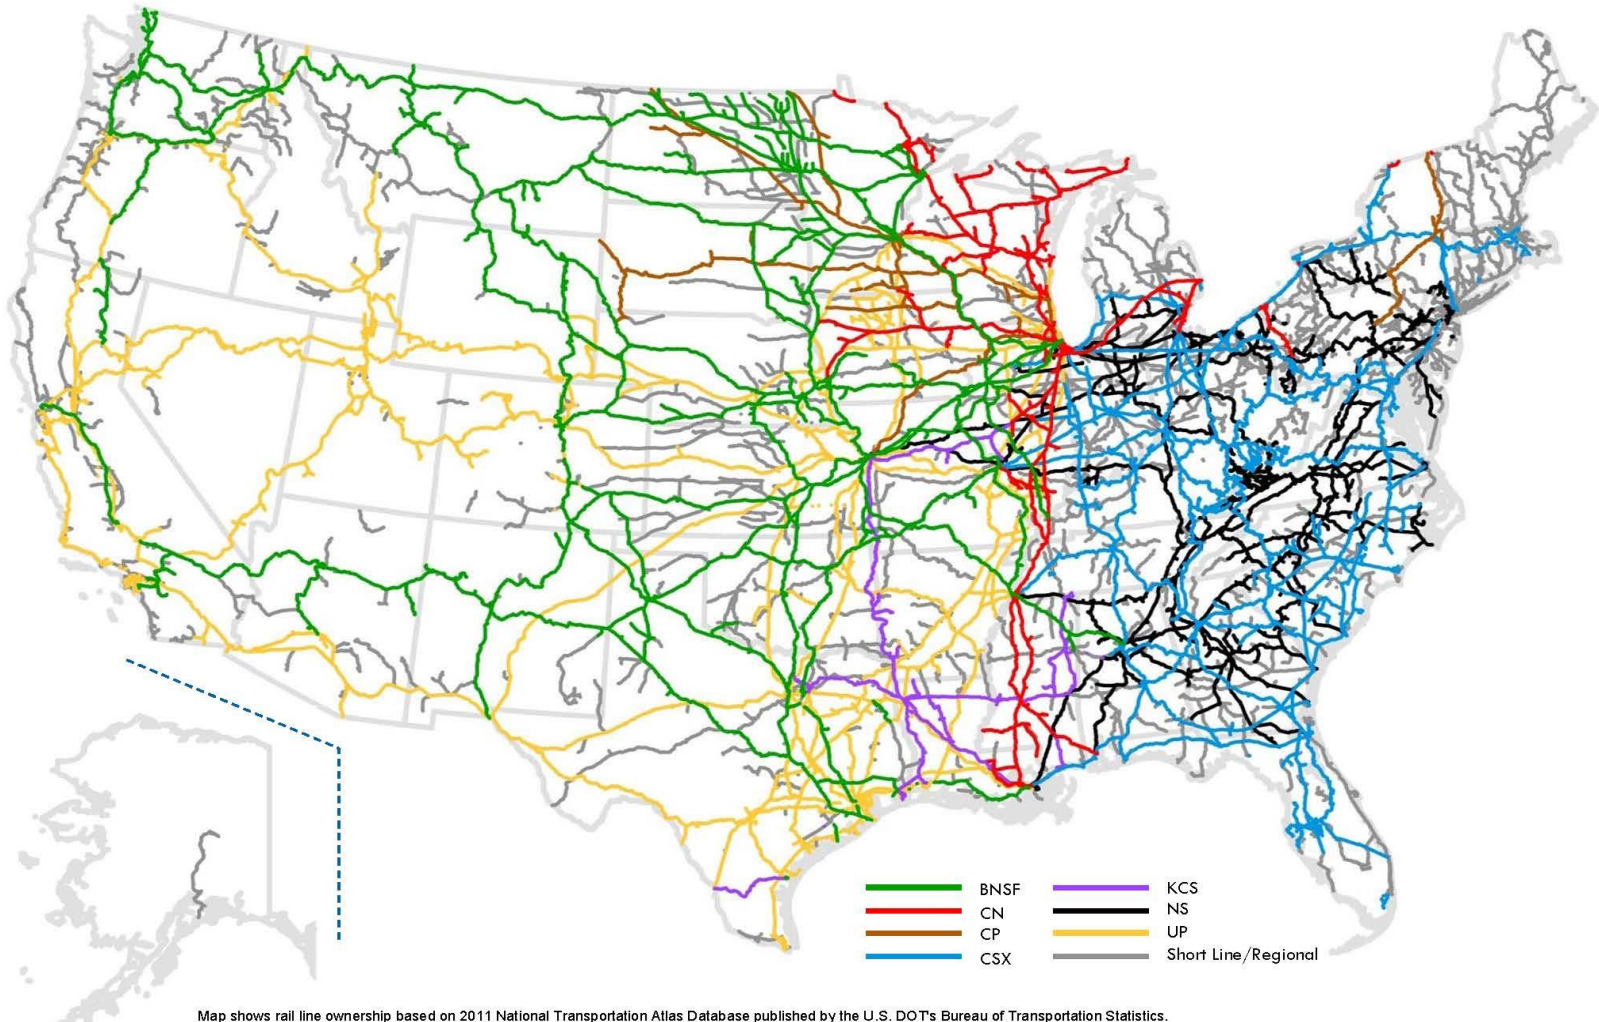 BNSF
CN
CP
CSX
KCS
NS
UP
Short Line/Regional
Map shows rail line ownership based on 2011 National Transportation Atlas Database published by the U.S. DOT's Bureau of Transportation Statistics.